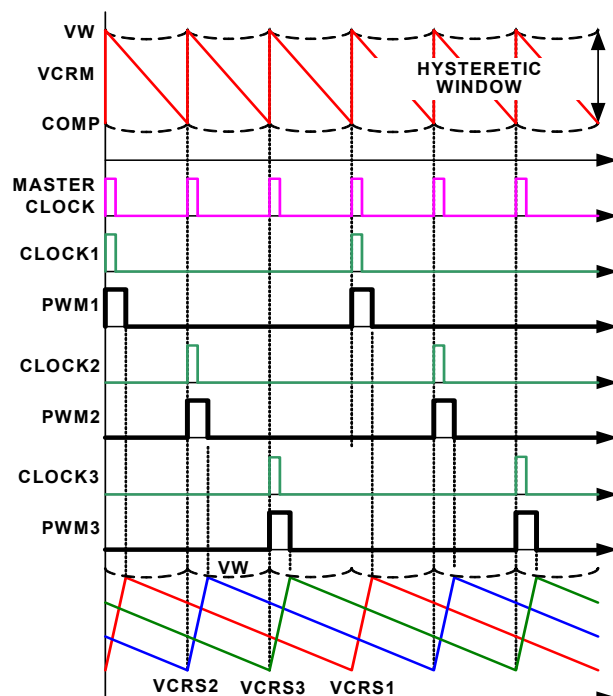 VW
VCRM
HYSTERETIC
WINDOW
COMP
MASTER
CLOCK
CLOCK1
PWM1
CLOCK2
PWM2
CLOCK3
PWM3
VW
VCRS2 VCRS3 VCRS1